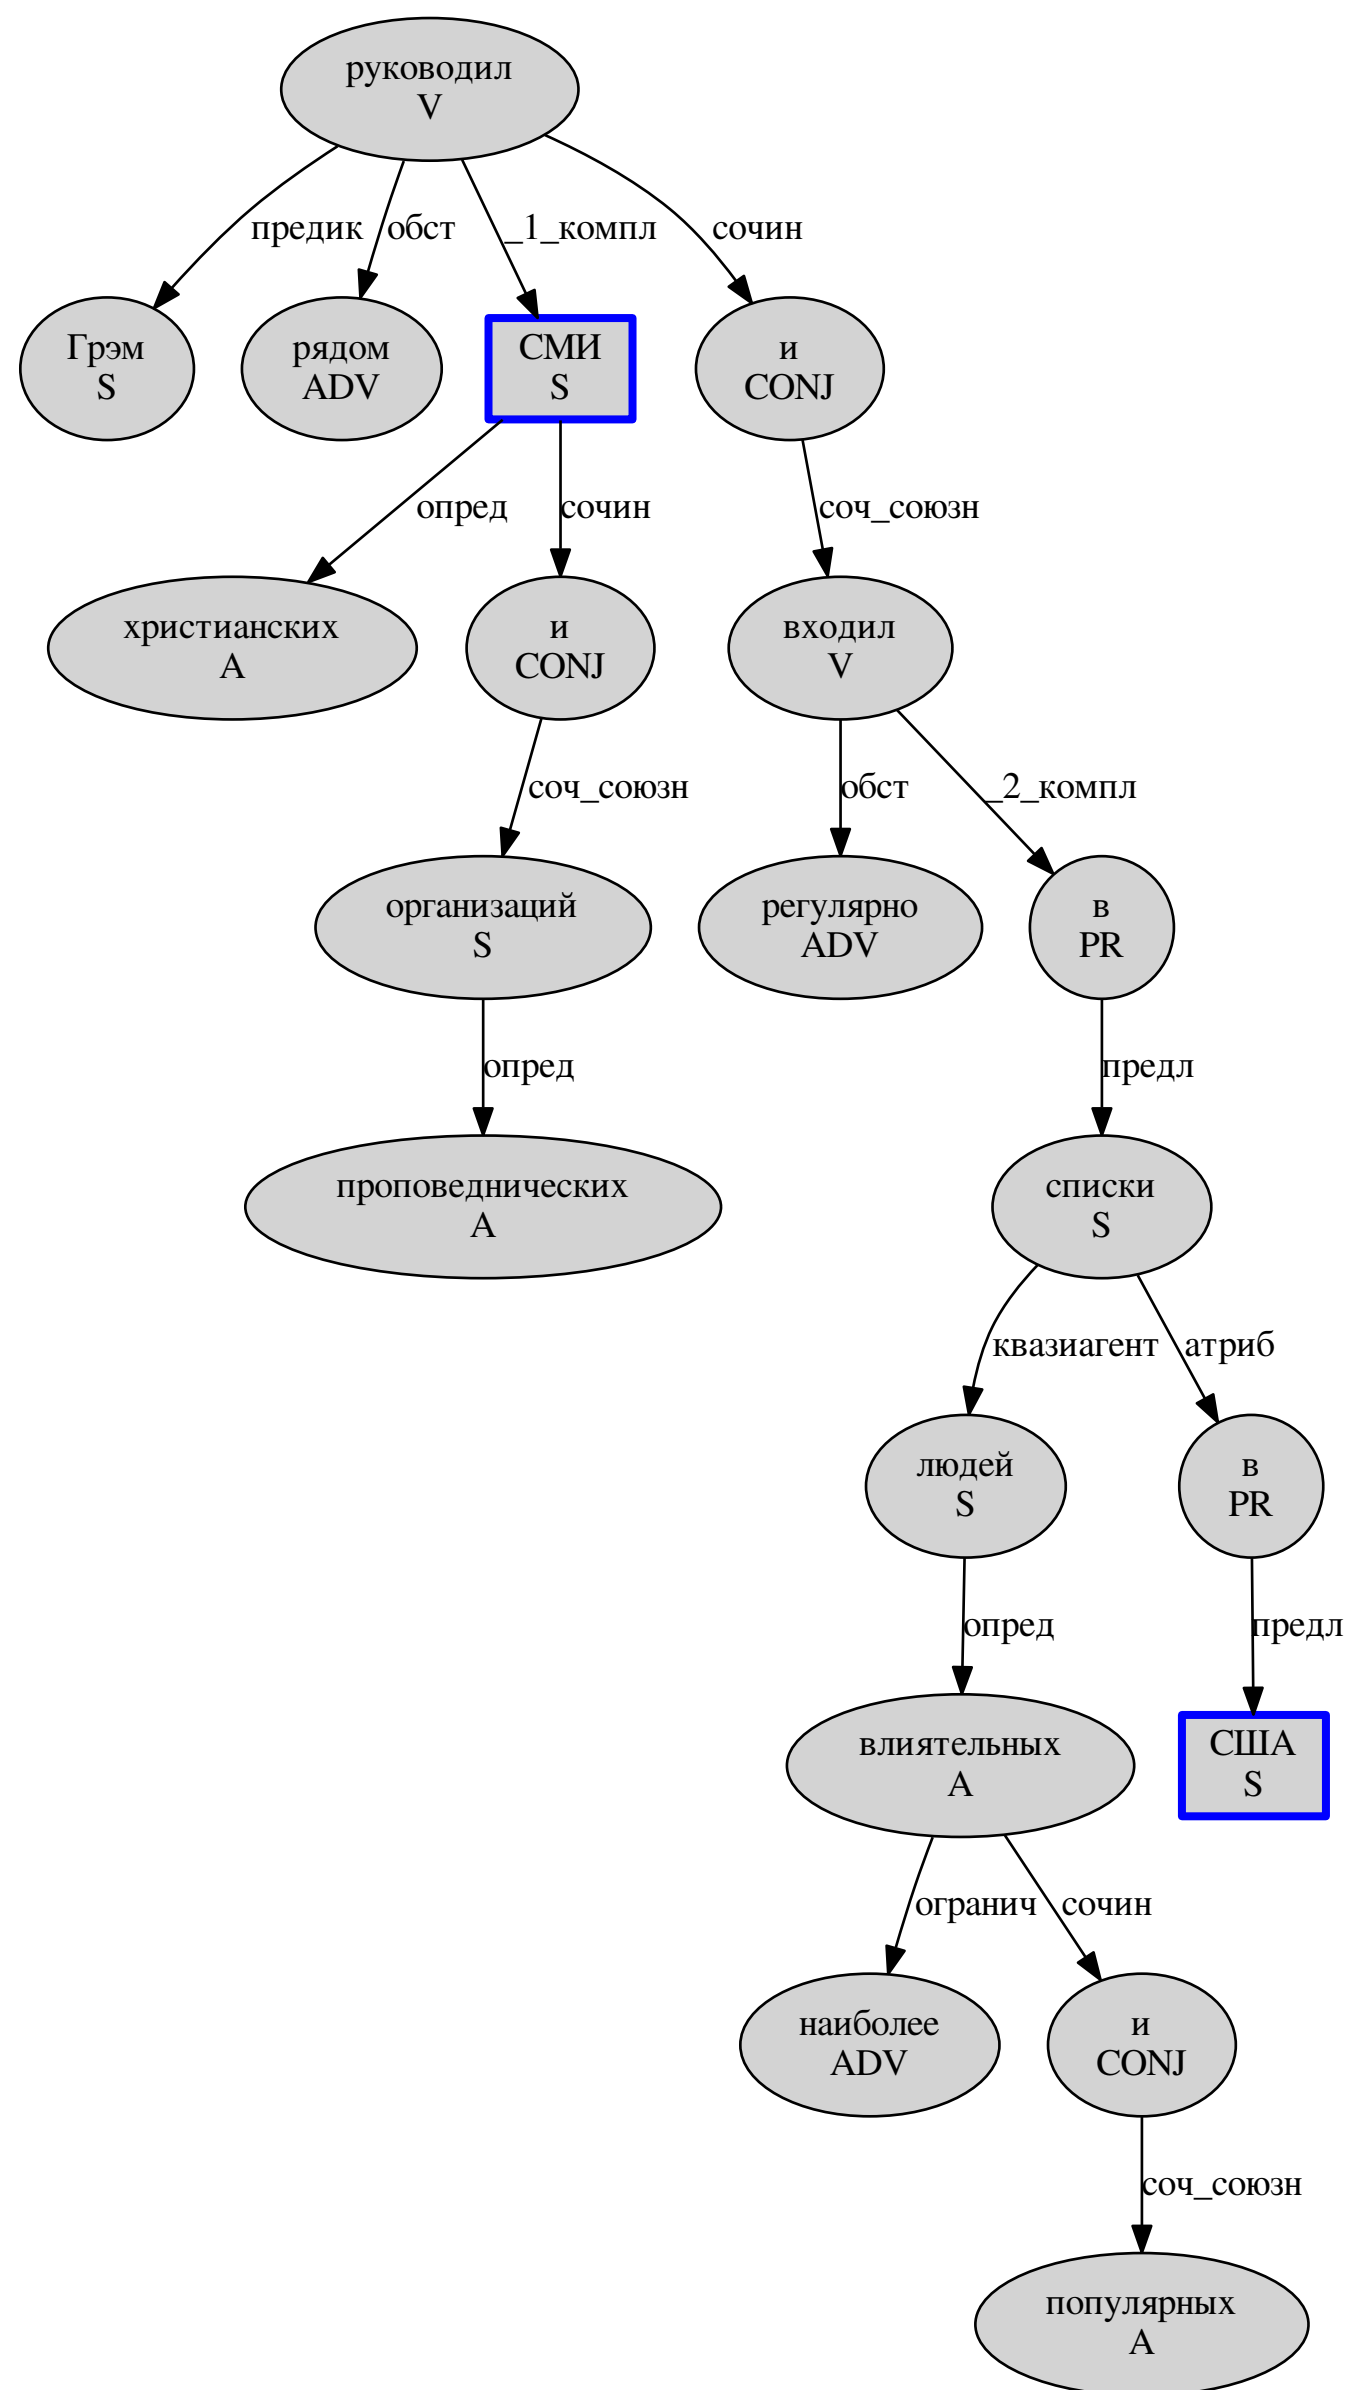 руководил
V
предик
обст
_1_компл
сочин
Грэм
S
рядом
ADV
СМИ
S
и
CONJ
опред
сочин
соч_союзн
христианских
A
и
CONJ
входил
V
соч_союзн
обст
_2_компл
организаций
S
регулярно
ADV
в
PR
опред
предл
проповеднических
A
списки
S
квазиагент
атриб
людей
S
в
PR
опред
предл
влиятельных
A
США
S
огранич
сочин
наиболее
ADV
и
CONJ
соч_союзн
популярных
A